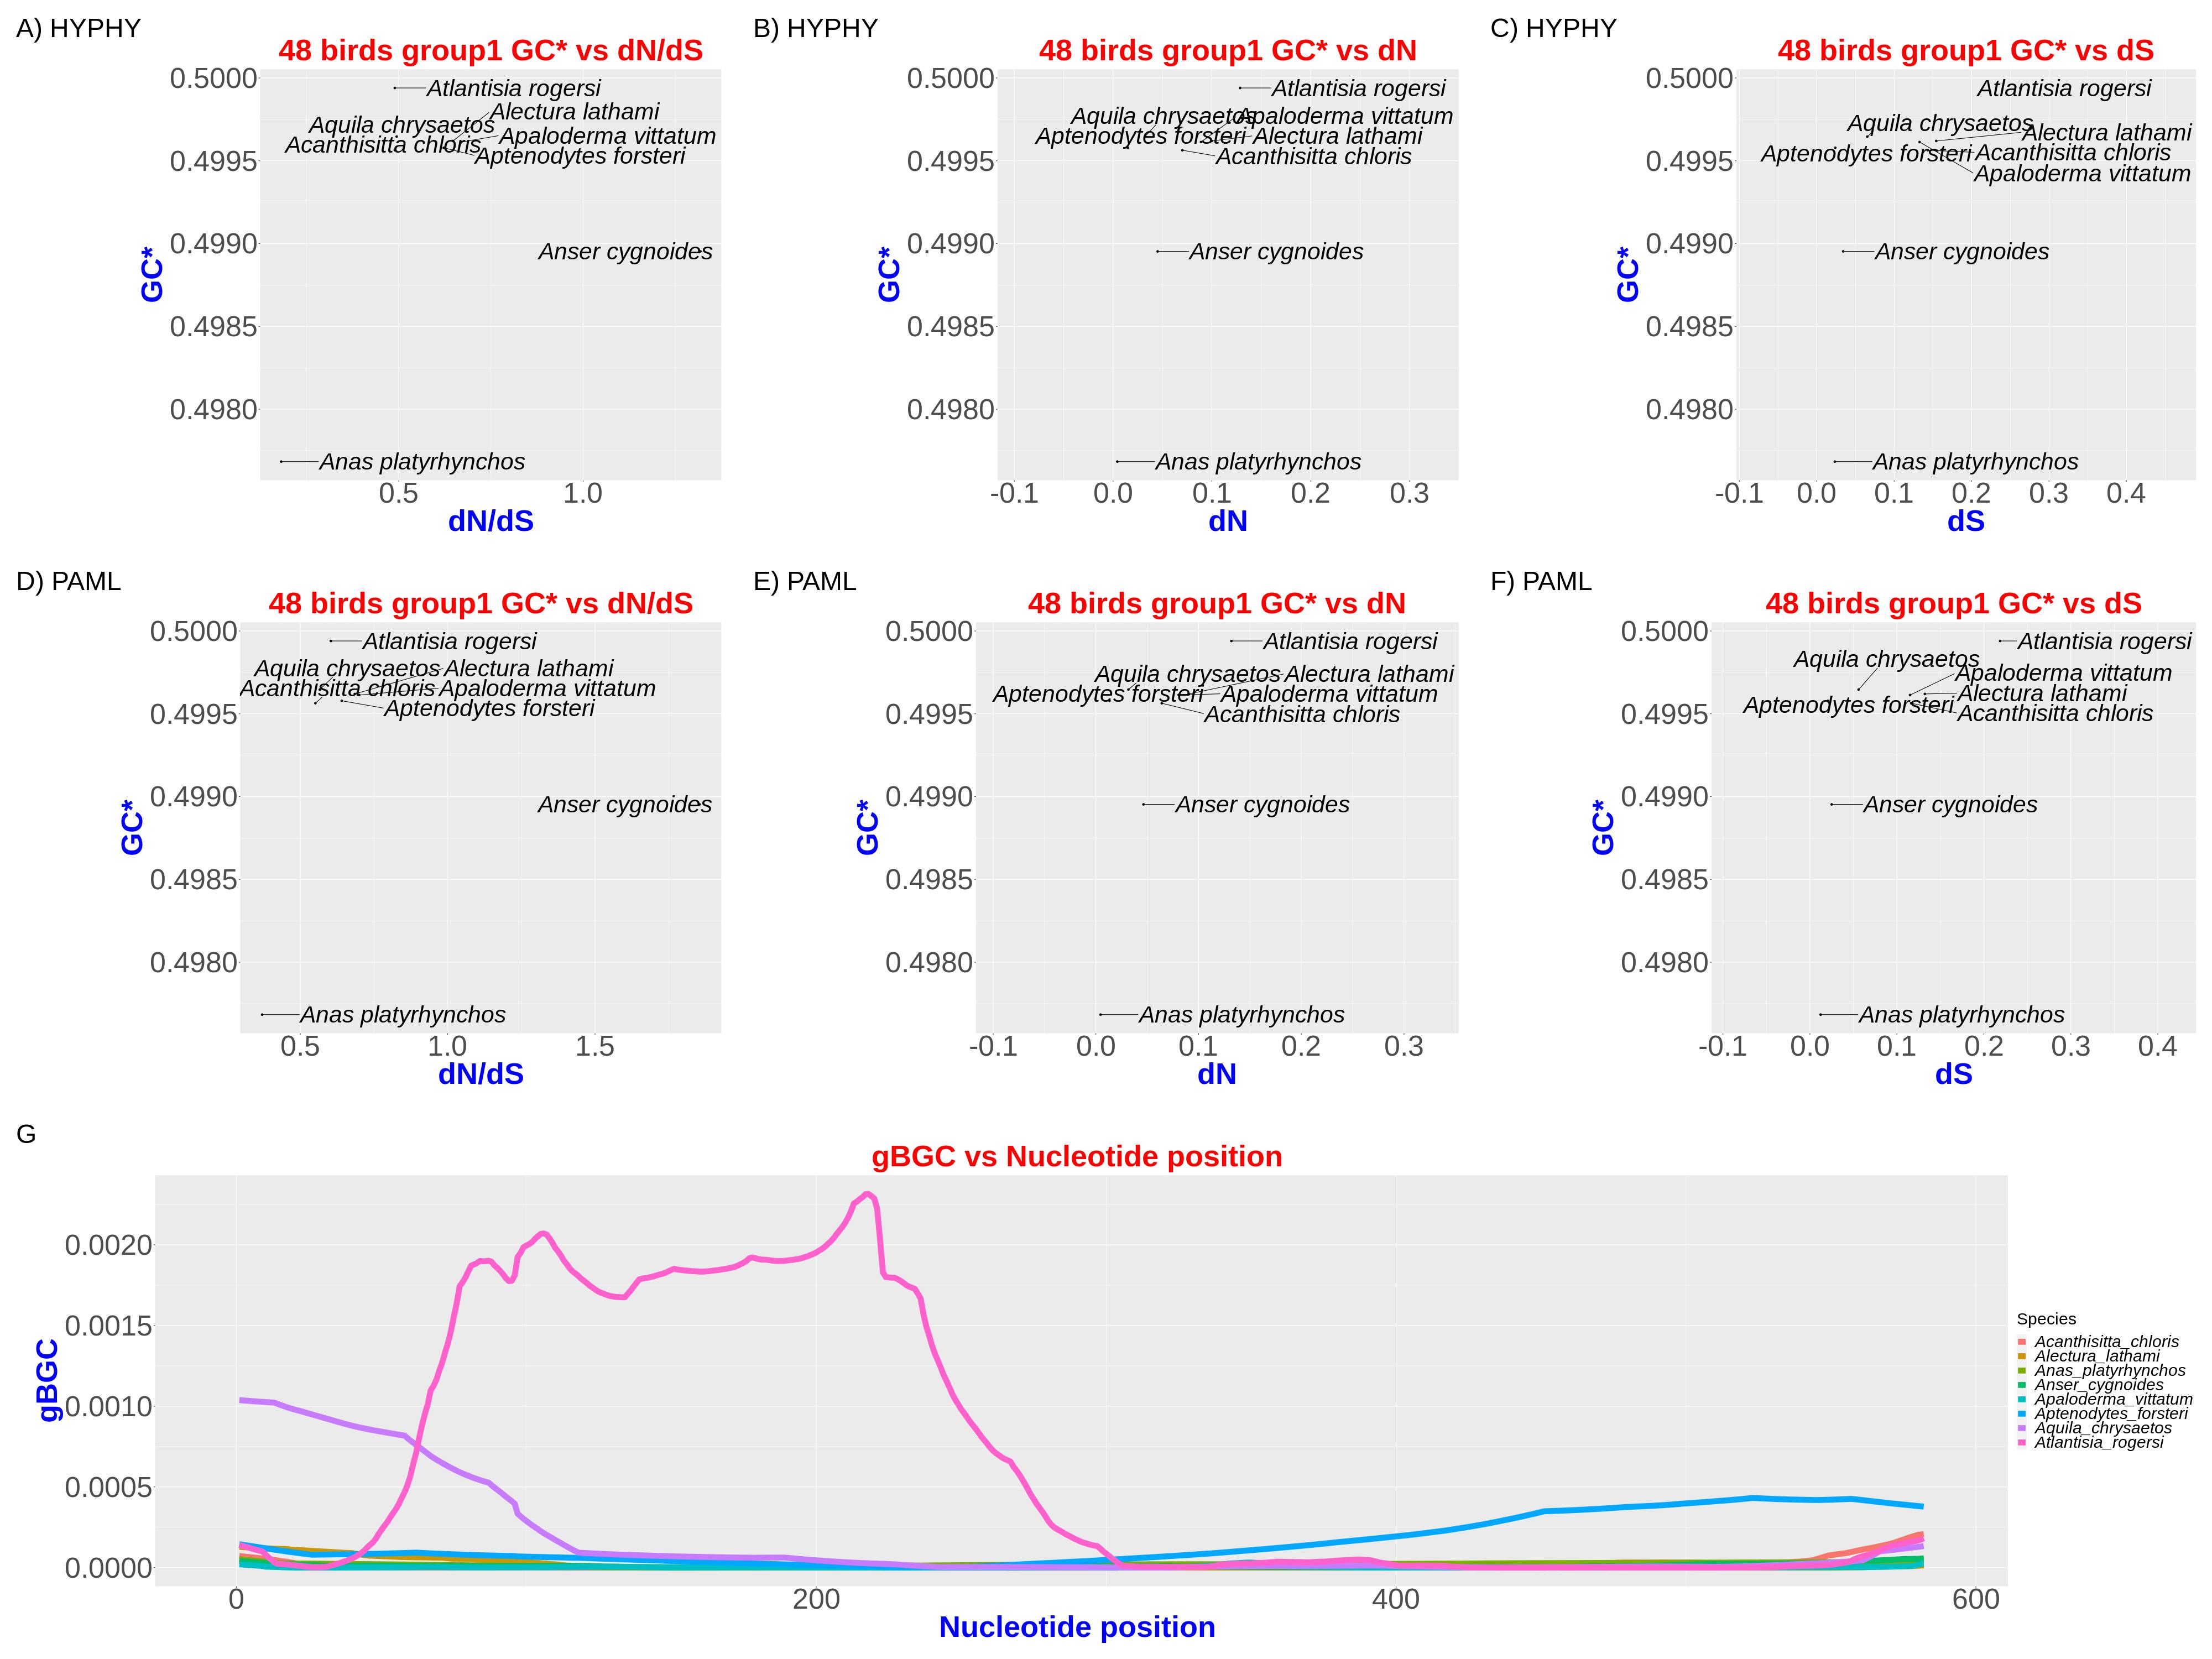 A) HYPHY
48 birds group1 GC* vs dN/dS
0.5000
0.4995
0.4990
0.4985
0.4980
GC*
Atlantisia rogersi
Alectura lathami
Aquila chrysaetos
Apaloderma vittatum
Acanthisitta chloris
Aptenodytes forsteri
Anser cygnoides
Anas platyrhynchos
0.5 1.0
dN/dS
B) HYPHY
48 birds group1 GC* vs dN
0.5000
0.4995
0.4990
0.4985
0.4980
GC*
Atlantisia rogersi
Aquila chrysaetos Apaloderma vittatum
Aptenodytes forsteri Alectura lathami
Acanthisitta chloris
Anser cygnoides
Anas platyrhynchos
-0.1 0.0 0.1 0.2 0.3
dN
C) HYPHY
48 birds group1 GC* vs dS
0.5000
0.4995
0.4990
0.4985
0.4980
GC*
Atlantisia rogersi
Aquila chrysaetos
Alectura lathami
Aptenodytes forsteri Acanthisitta chloris
Apaloderma vittatum
Anser cygnoides
Anas platyrhynchos
-0.1 0.0 0.1 0.2 0.3 0.4
dS
D) PAML
48 birds group1 GC* vs dN/dS
0.5000
0.4995
0.4990
0.4985
0.4980
GC*
Atlantisia rogersi
Aquila chrysaetos Alectura lathami
Acanthisitta chloris Apaloderma vittatum
Aptenodytes forsteri
Anser cygnoides
Anas platyrhynchos
0.5 1.0 1.5
dN/dS
E) PAML
48 birds group1 GC* vs dN
0.5000
0.4995
0.4990
0.4985
0.4980
GC*
Atlantisia rogersi
Aquila chrysaetos Alectura lathami
Aptenodytes forsteri Apaloderma vittatum
Acanthisitta chloris
Anser cygnoides
Anas platyrhynchos
-0.1 0.0 0.1 0.2 0.3
dN
F) PAML
48 birds group1 GC* vs dS
0.5000
0.4995
0.4990
0.4985
0.4980
GC*
Atlantisia rogersi
Aquila chrysaetos
Apaloderma vittatum
Alectura lathami
Aptenodytes forsteri
Acanthisitta chloris
Anser cygnoides
Anas platyrhynchos
-0.1 0.0 0.1 0.2 0.3 0.4
dS
G
gBGC vs Nucleotide position
0.0020
0.0015
0.0010
0.0005
0.0000
gBGC
0 200 400 600
Nucleotide position
Species
Acanthisitta_chloris
Alectura_lathami
Anas_platyrhynchos
Anser_cygnoides
Apaloderma_vittatum
Aptenodytes_forsteri
Aquila_chrysaetos
Atlantisia_rogersi